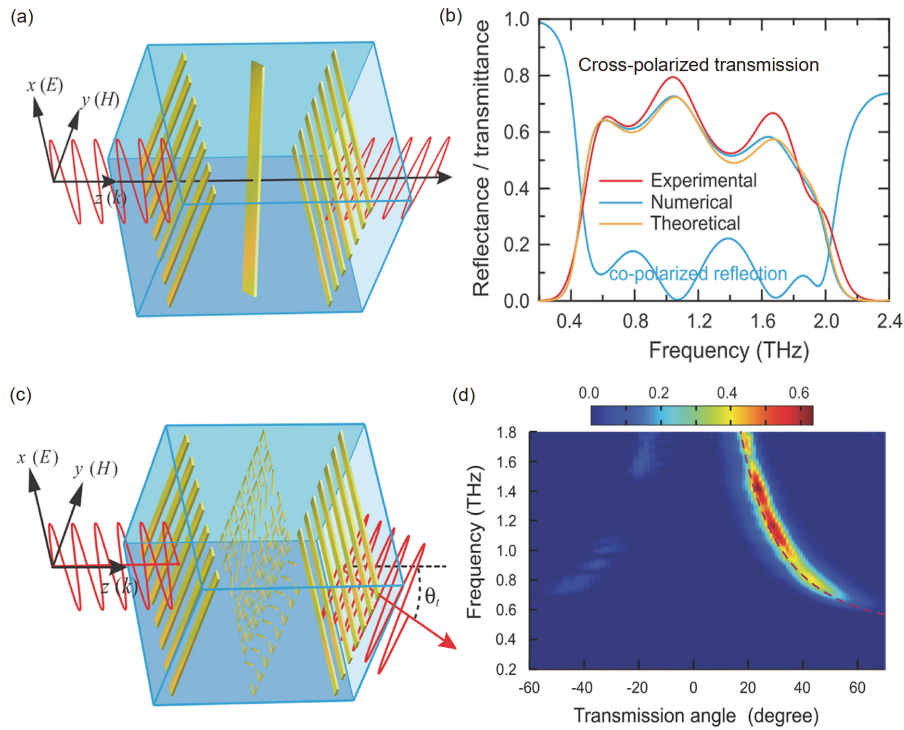 (a)
x (E)
y (H)
z (k)
(b)
Reflectance / transmittance
1.0
0.8
0.6
0.4
0.2
0.0
Cross-polarized transmission
Experimental
Numerical
Theoretical
co-polarized reflection
0.4 0.8 1.2 1.6 2.0 2.4
Frequency (THz)
(c)
x (E)
y (H)
z (k)
θt
(d)
0.0 0.2 0.4 0.6
Frequency (THz)
1.8
1.6
1.4
1.2
1.0
0.8
0.6
0.4
0.2
-60 -40 -20 0 20 40 60
Transmission angle (degree)